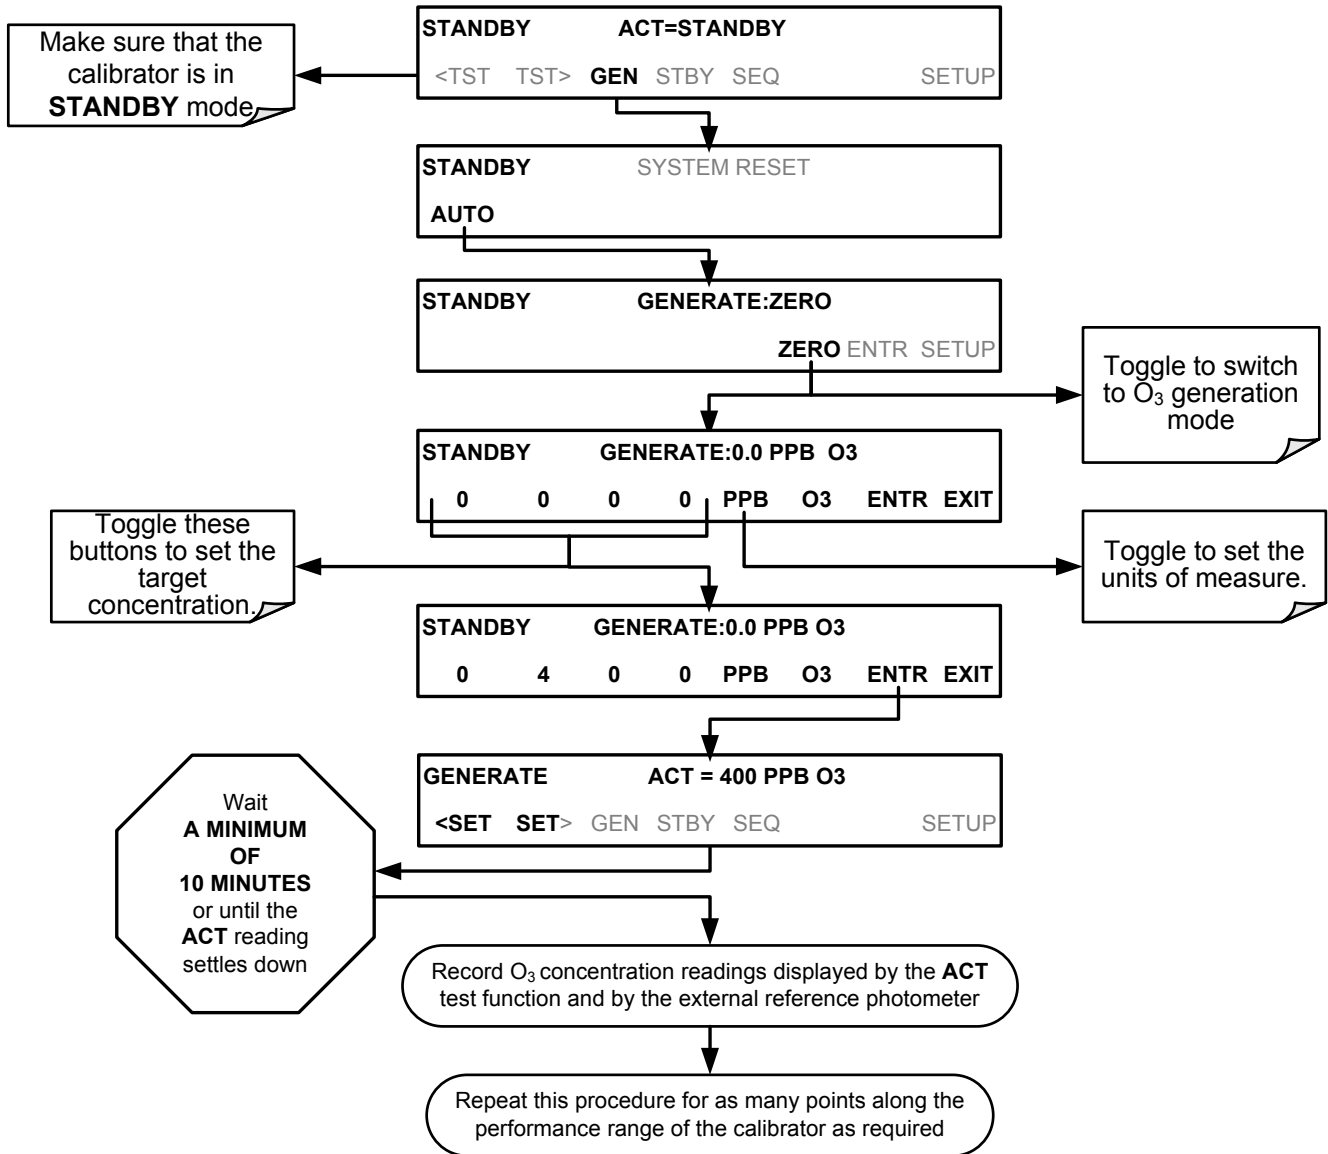 Make sure that the
calibrator is in
STANDBY mode.
STANDBY ACT=STANDBY
<TST TST> GEN STBY SEQ SETUP
STANDBY SYSTEM RESET
AUTO
STANDBY GENERATE:ZERO
ZERO ENTR SETUP
Toggle to switch
to O₃ generation
mode
STANDBY GENERATE:0.0 PPB O3
0 0 0 0 PPB O3 ENTR EXIT
Toggle these
buttons to set the
target
concentration.
Toggle to set the
units of measure.
STANDBY GENERATE:0.0 PPB O3
0 4 0 0 PPB O3 ENTR EXIT
GENERATE ACT = 400 PPB O3
<SET SET> GEN STBY SEQ SETUP
Wait
A MINIMUM
OF
10 MINUTES
or until the
ACT reading
settles down
Record O₃ concentration readings displayed by the ACT
test function and by the external reference photometer
Repeat this procedure for as many points along the
performance range of the calibrator as required